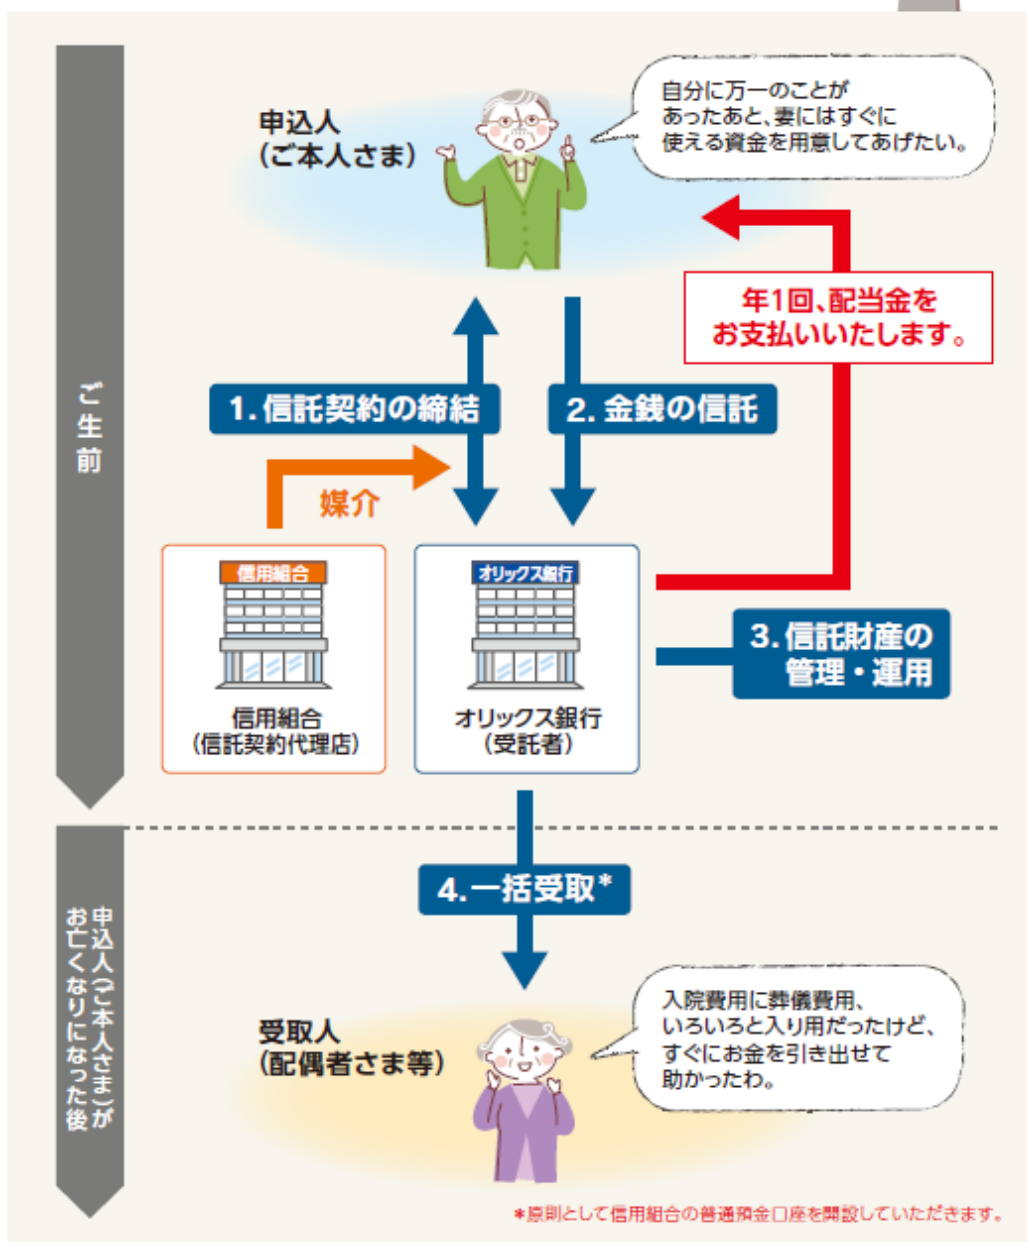 申込人
（ご本人さま）
自分に万一のことが
あったあと、妻にはすぐに
使える資金を用意してあげたい。
年1回、配当金を
お支払いいたします。
ご生前
1. 信託契約の締結
2. 金銭の信託
媒介
信用組合
オリックス銀行
3. 信託財産の
管理・運用
信用組合
（信託契約代理店）
オリックス銀行
（受託者）
4. 一括受取*
申込人（ご本人さま）が
お亡くなりになった後
受取人
（配偶者さま等）
入院費用に葬儀費用、
いろいろと入り用だったけど、
すぐにお金を引き出せて
助かったわ。
*原則として信用組合の普通預金口座を開設していただきます。